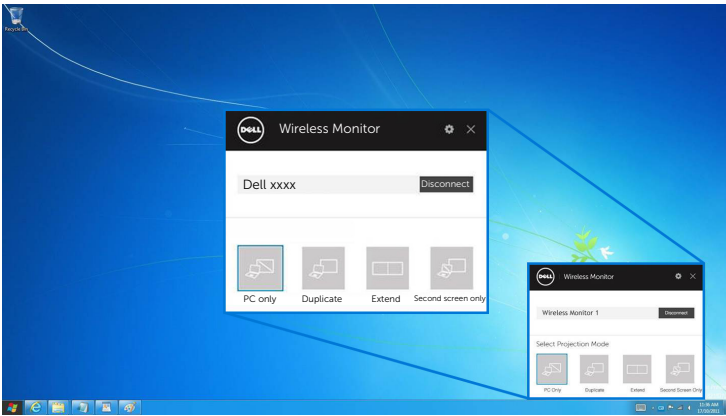 Recycle Bin
DELL
Wireless Monitor
Dell xxxx
Disconnect
PC only Duplicate Extend Second screen only
DELL
Wireless Monitor
Wireless Monitor 1
Disconnect
Select Projection Mode
PC Only Duplicate Extend Second Screen Only